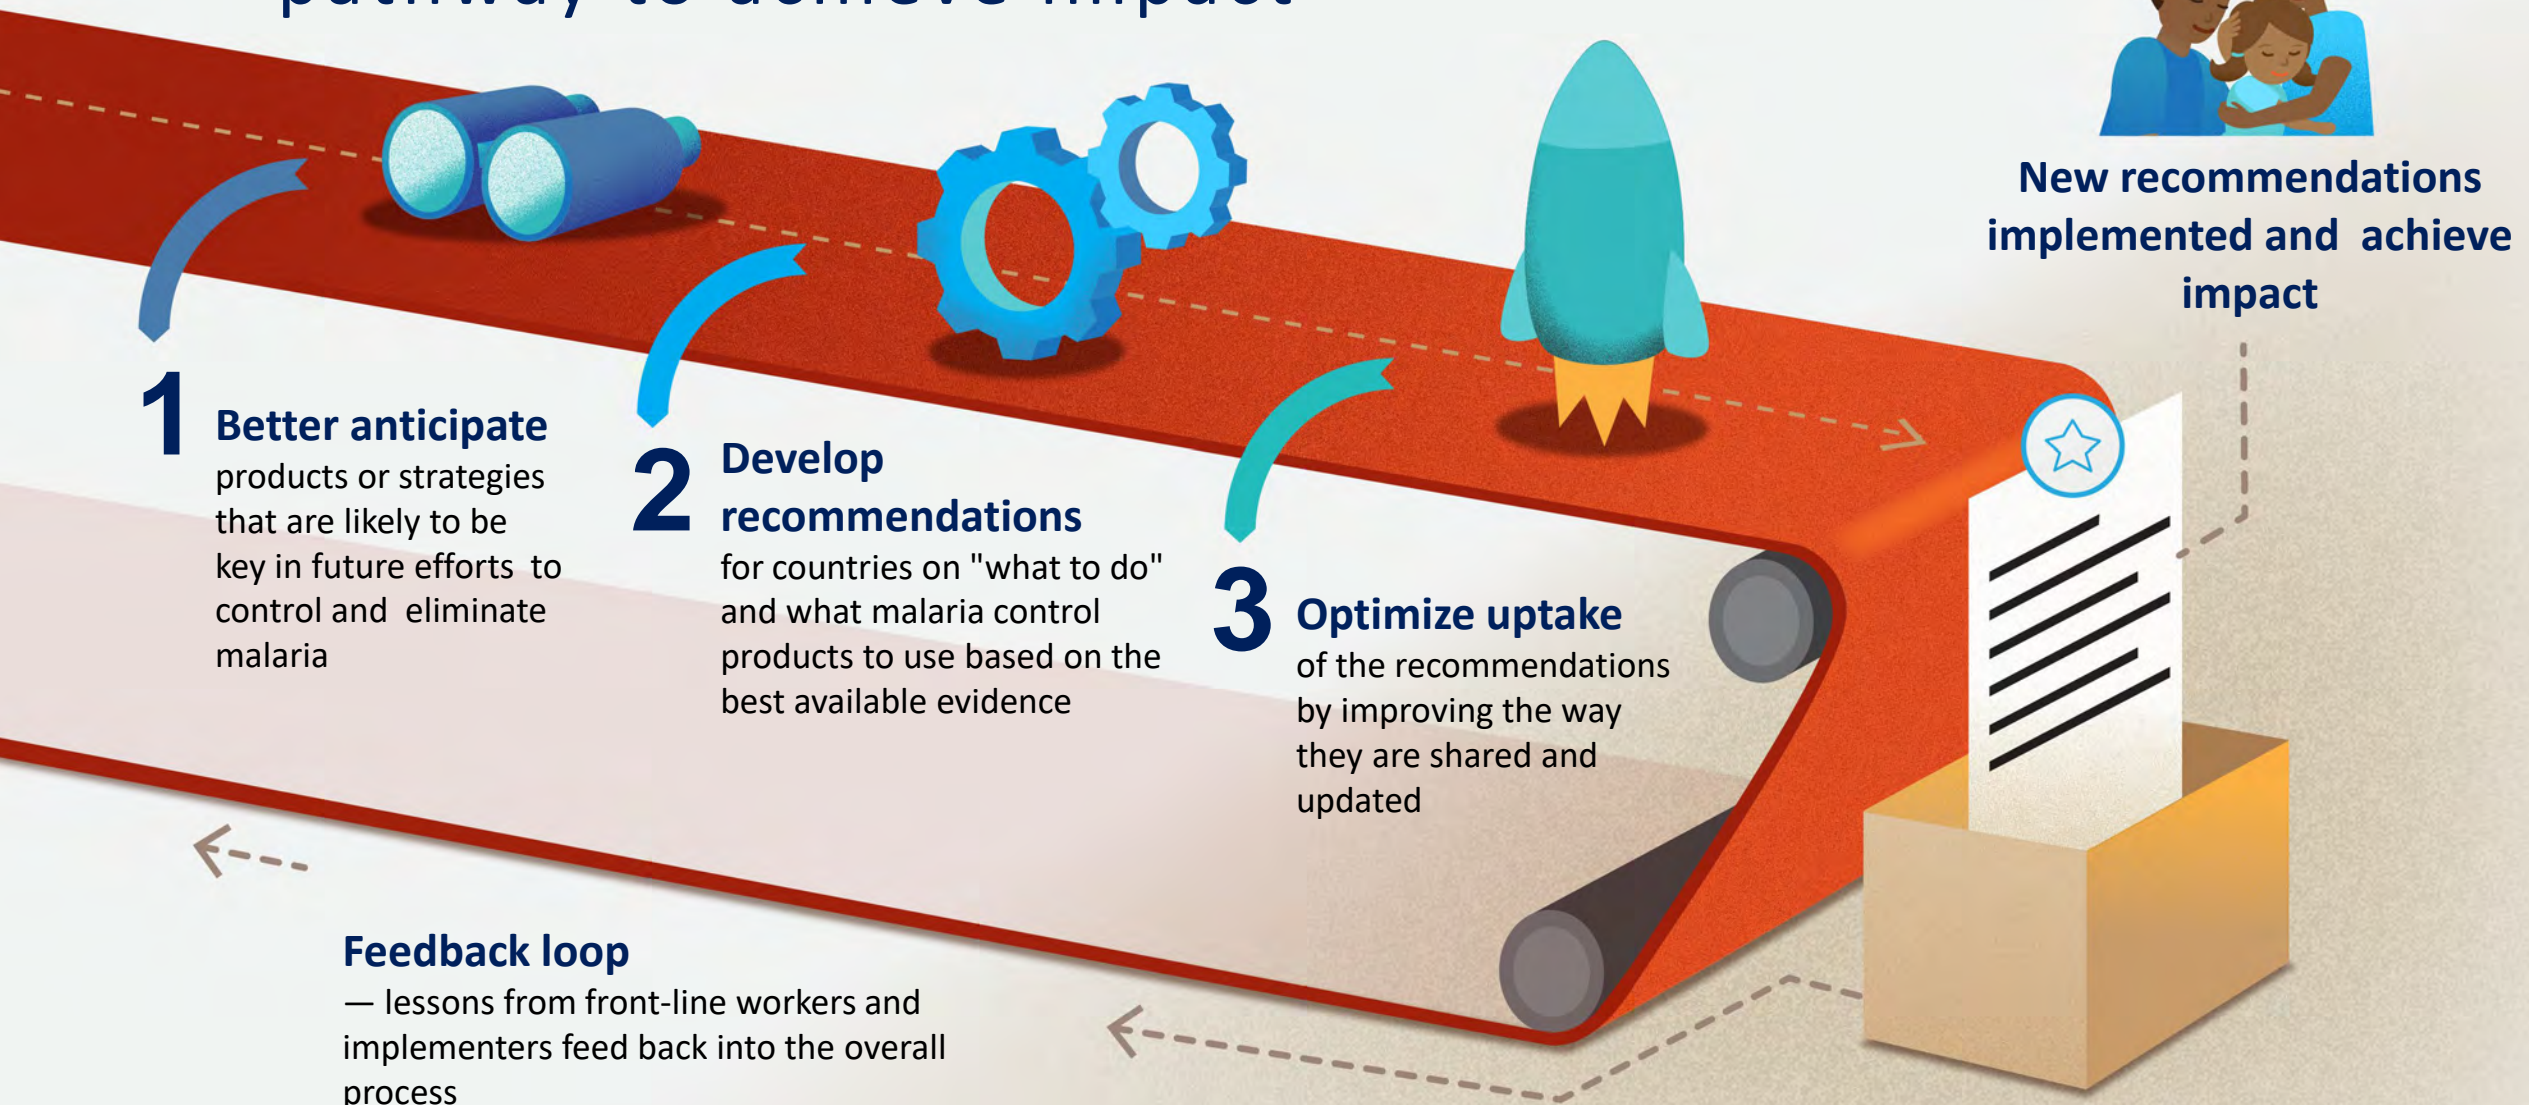 pathway to achieve impact
New recommendations
implemented and achieve
impact
1
Better anticipate
products or strategies
that are likely to be
key in future efforts to
control and eliminate
malaria
2
Develop
recommendations
for countries on "what to do"
and what malaria control
products to use based on the
best available evidence
3
Optimize uptake
of the recommendations
by improving the way
they are shared and
updated
Feedback loop
— lessons from front-line workers and
implementers feed back into the overall
process